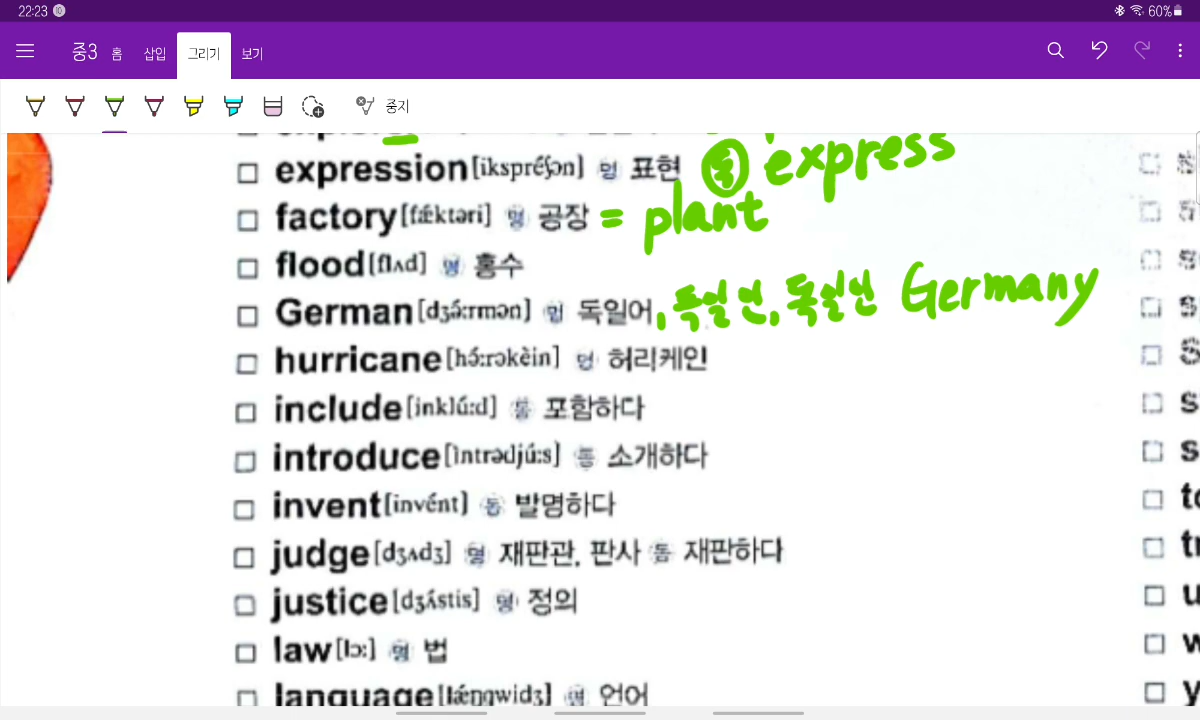 22:23 60%
중3 홈 삽입 그리기 보기
중지
expression[ikspréʃən] 명 표현 동 express
factory[fǽktəri] 명 공장 = plant
flood[flʌd] 명 홍수
German[dʒə́ːrmən] 명 독일어, 독일인, 독일인 Germany
hurricane[hə́ːrəkèin] 명 허리케인
include[inklúːd] 동 포함하다
introduce[ìntrədjúːs] 동 소개하다
invent[invént] 동 발명하다
judge[dʒʌdʒ] 명 재판관, 판사 동 재판하다
justice[dʒʌ́stis] 명 정의
law[lɔː] 명 법
language[lǽŋgwidʒ] 명 언어